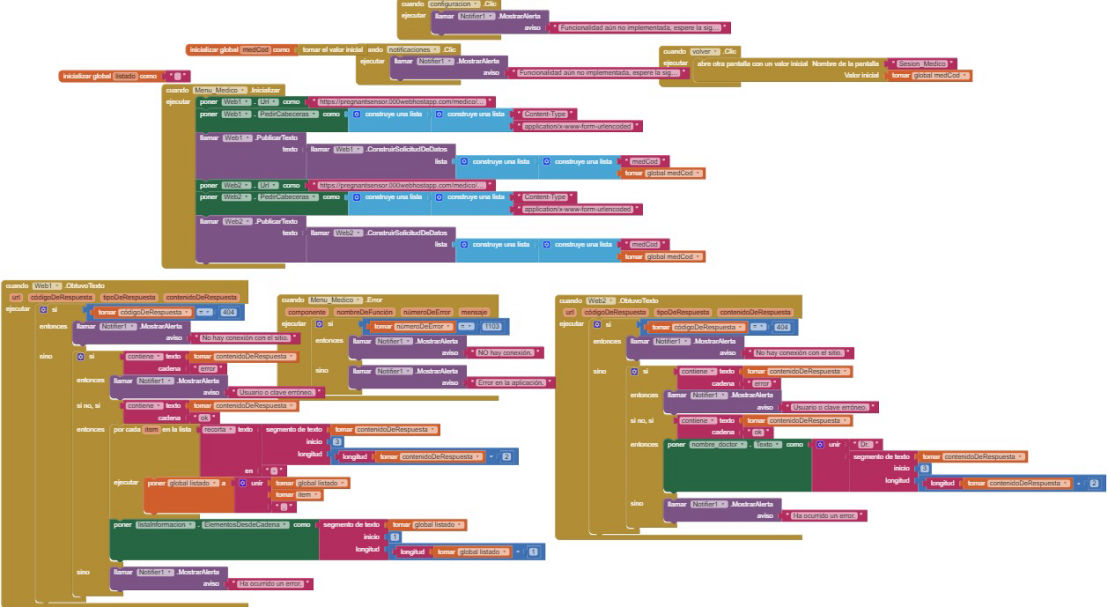 cuando configuracion .Clic
ejecutar llamar Notifier1 .MostrarAlerta
aviso " Funcionalidad aún no implementada, espere la sig... "
inicializar global medCod como tomar el valor inicial
ando notificaciones .Clic
ejecutar llamar Notifier1 .MostrarAlerta
aviso " Funcionalidad aún no implementada, espere la sig... "
cuando volver .Clic
ejecutar abre otra pantalla con un valor inicial Nombre de la pantalla " Sesion_Medico "
Valor inicial tomar global medCod
inicializar global listado como " "
cuando Menu_Medico .Inicializar
ejecutar poner Web1 . Url como " https://pregnantsensor.000webhostapp.com/medico/... "
poner Web1 . PedirCabeceras como construye una lista construye una lista " Content-Type "
" application/x-www-form-urlencoded "
llamar Web1 .PublicarTexto
texto llamar Web1 .ConstruirSolicitudDeDatos
lista construye una lista construye una lista " medCod "
tomar global medCod
poner Web2 . Url como " https://pregnantsensor.000webhostapp.com/medico/... "
poner Web2 . PedirCabeceras como construye una lista construye una lista " Content-Type "
" application/x-www-form-urlencoded "
llamar Web2 .PublicarTexto
texto llamar Web2 .ConstruirSolicitudDeDatos
lista construye una lista construye una lista " medCod "
tomar global medCod
cuando Web1 .ObtuvoTexto
url códigoDeRespuesta tipoDeRespuesta contenidoDeRespuesta
ejecutar si tomar códigoDeRespuesta = 404
entonces llamar Notifier1 .MostrarAlerta
aviso " No hay conexión con el sitio. "
sino si contiene texto tomar contenidoDeRespuesta
cadena " error "
entonces llamar Notifier1 .MostrarAlerta
aviso " Usuario o clave erróneo. "
si no, si contiene texto tomar contenidoDeRespuesta
cadena " ok "
entonces por cada item en la lista recorta texto segmento de texto tomar contenidoDeRespuesta
inicio 3
longitud longitud tomar contenidoDeRespuesta - 2
en " - "
ejecutar poner global listado a unir tomar global listado
tomar item
" , "
poner listaInformacion . ElementosDesdeCadena como segmento de texto tomar global listado
inicio 1
longitud longitud tomar global listado - 1
sino llamar Notifier1 .MostrarAlerta
aviso " Ha ocurrido un error. "
cuando Menu_Medico .Error
componente nombreDeFunción númeroDeError mensaje
ejecutar si tomar númeroDeError = 1103
entonces llamar Notifier1 .MostrarAlerta
aviso " NO hay conexión. "
sino llamar Notifier1 .MostrarAlerta
aviso " Error en la aplicación. "
cuando Web2 .ObtuvoTexto
url códigoDeRespuesta tipoDeRespuesta contenidoDeRespuesta
ejecutar si tomar códigoDeRespuesta = 404
entonces llamar Notifier1 .MostrarAlerta
aviso " No hay conexión con el sitio. "
sino si contiene texto tomar contenidoDeRespuesta
cadena " error "
entonces llamar Notifier1 .MostrarAlerta
aviso " Usuario o clave erróneo. "
si no, si contiene texto tomar contenidoDeRespuesta
cadena " ok "
entonces poner nombre_doctor . Texto como unir " Dr. "
segmento de texto tomar contenidoDeRespuesta
inicio 3
longitud longitud tomar contenidoDeRespuesta - 2
sino llamar Notifier1 .MostrarAlerta
aviso " Ha ocurrido un error. "